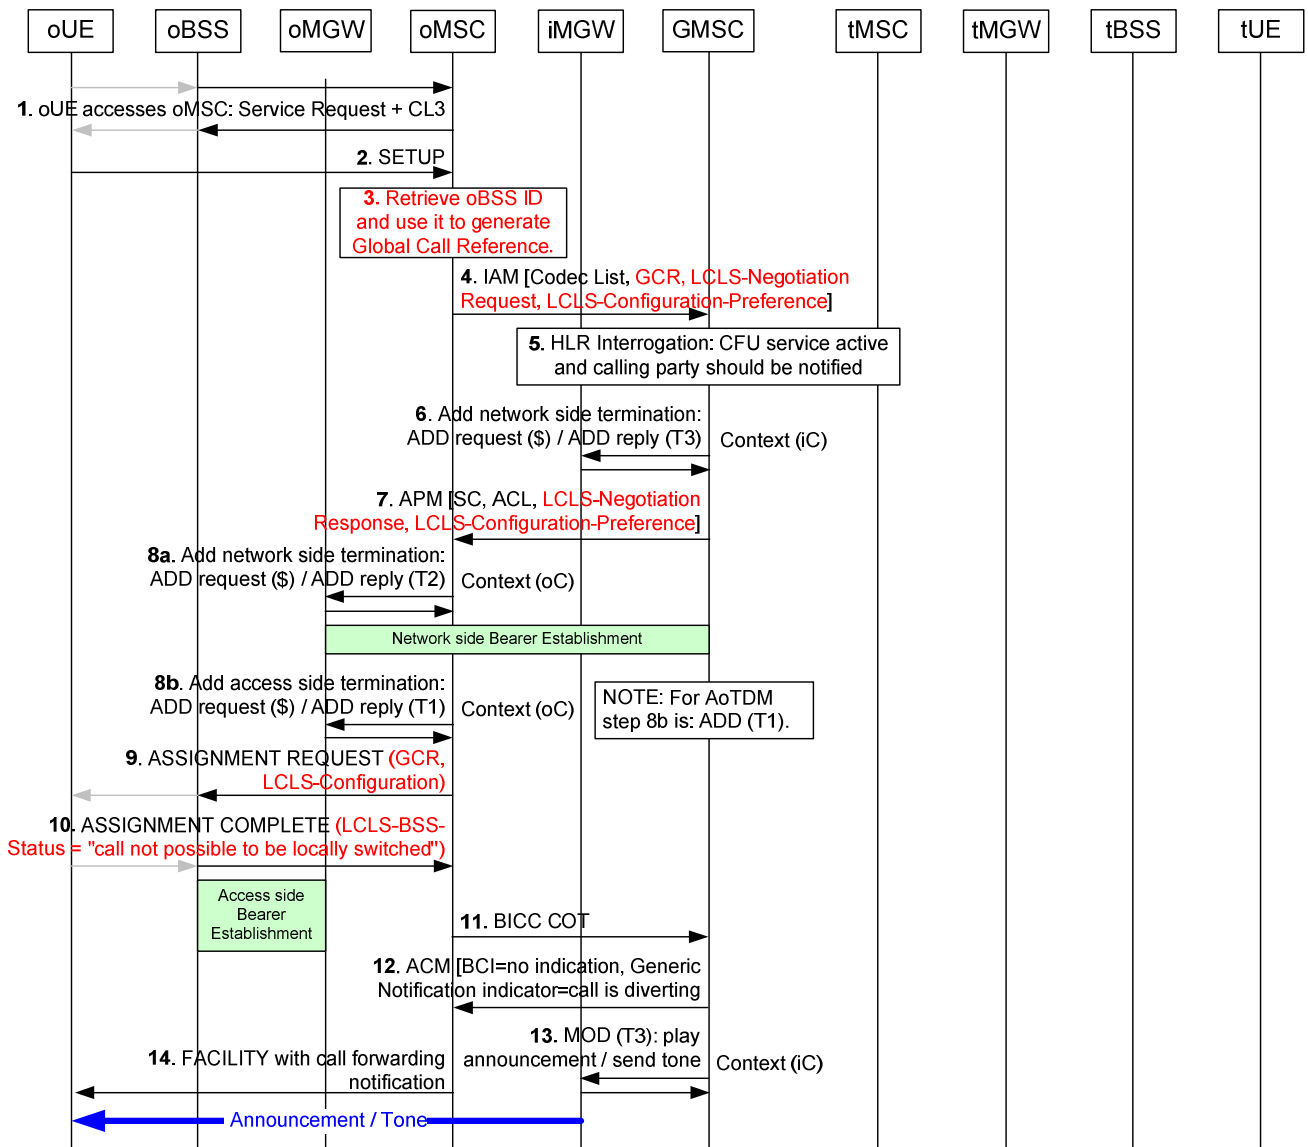 oUE
oBSS
oMGW
oMSC
iMGW
GMSC
tMSC
tMGW
tBSS
tUE
1. oUE accesses oMSC: Service Request + CL3
2. SETUP
3. Retrieve oBSS ID
and use it to generate
Global Call Reference.
4. IAM [Codec List, GCR, LCLS-Negotiation
Request, LCLS-Configuration-Preference]
5. HLR Interrogation: CFU service active
and calling party should be notified
6. Add network side termination:
ADD request ($) / ADD reply (T3)
Context (iC)
7. APM [SC, ACL, LCLS-Negotiation
Response, LCLS-Configuration-Preference]
8a. Add network side termination:
ADD request ($) / ADD reply (T2)
Context (oC)
Network side Bearer Establishment
8b. Add access side termination:
ADD request ($) / ADD reply (T1)
Context (oC)
NOTE: For AoTDM
step 8b is: ADD (T1).
9. ASSIGNMENT REQUEST (GCR,
LCLS-Configuration)
10. ASSIGNMENT COMPLETE (LCLS-BSS-
Status = "call not possible to be locally switched")
Access side
Bearer
Establishment
11. BICC COT
12. ACM [BCI=no indication, Generic
Notification indicator=call is diverting
13. MOD (T3): play
announcement / send tone
Context (iC)
14. FACILITY with call forwarding
notification
Announcement / Tone